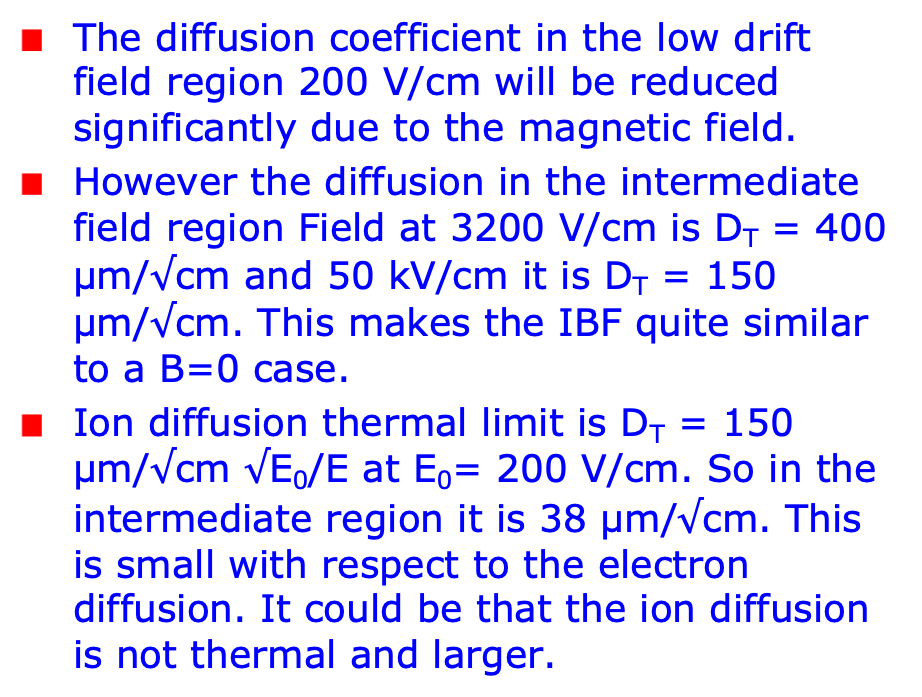 The diffusion coefficient in the low drift
field region 200 V/cm will be reduced
significantly due to the magnetic field.
However the diffusion in the intermediate
field region Field at 3200 V/cm is D_T = 400
μm/√cm and 50 kV/cm it is D_T = 150
μm/√cm. This makes the IBF quite similar
to a B=0 case.
Ion diffusion thermal limit is D_T = 150
μm/√cm √E₀/E at E₀= 200 V/cm. So in the
intermediate region it is 38 μm/√cm. This
is small with respect to the electron
diffusion. It could be that the ion diffusion
is not thermal and larger.